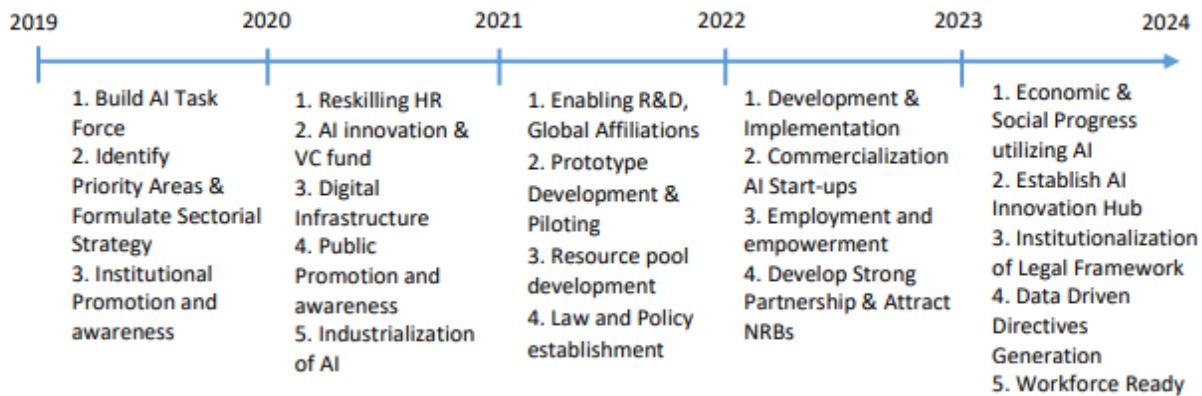 2019
2020
2021
2022
2023
2024
1. Build AI Task
Force
2. Identify
Priority Areas &
Formulate Sectorial
Strategy
3. Institutional
Promotion and
awareness
1. Reskilling HR
2. AI innovation &
VC fund
3. Digital
Infrastructure
4. Public
Promotion and
awareness
5. Industrialization
of AI
1. Enabling R&D,
Global Affiliations
2. Prototype
Development &
Piloting
3. Resource pool
development
4. Law and Policy
establishment
1. Development &
Implementation
2. Commercialization
AI Start-ups
3. Employment and
empowerment
4. Develop Strong
Partnership & Attract
NRBs
1. Economic &
Social Progress
utilizing AI
2. Establish AI
Innovation Hub
3. Institutionalization
of Legal Framework
4. Data Driven
Directives
Generation
5. Workforce Ready